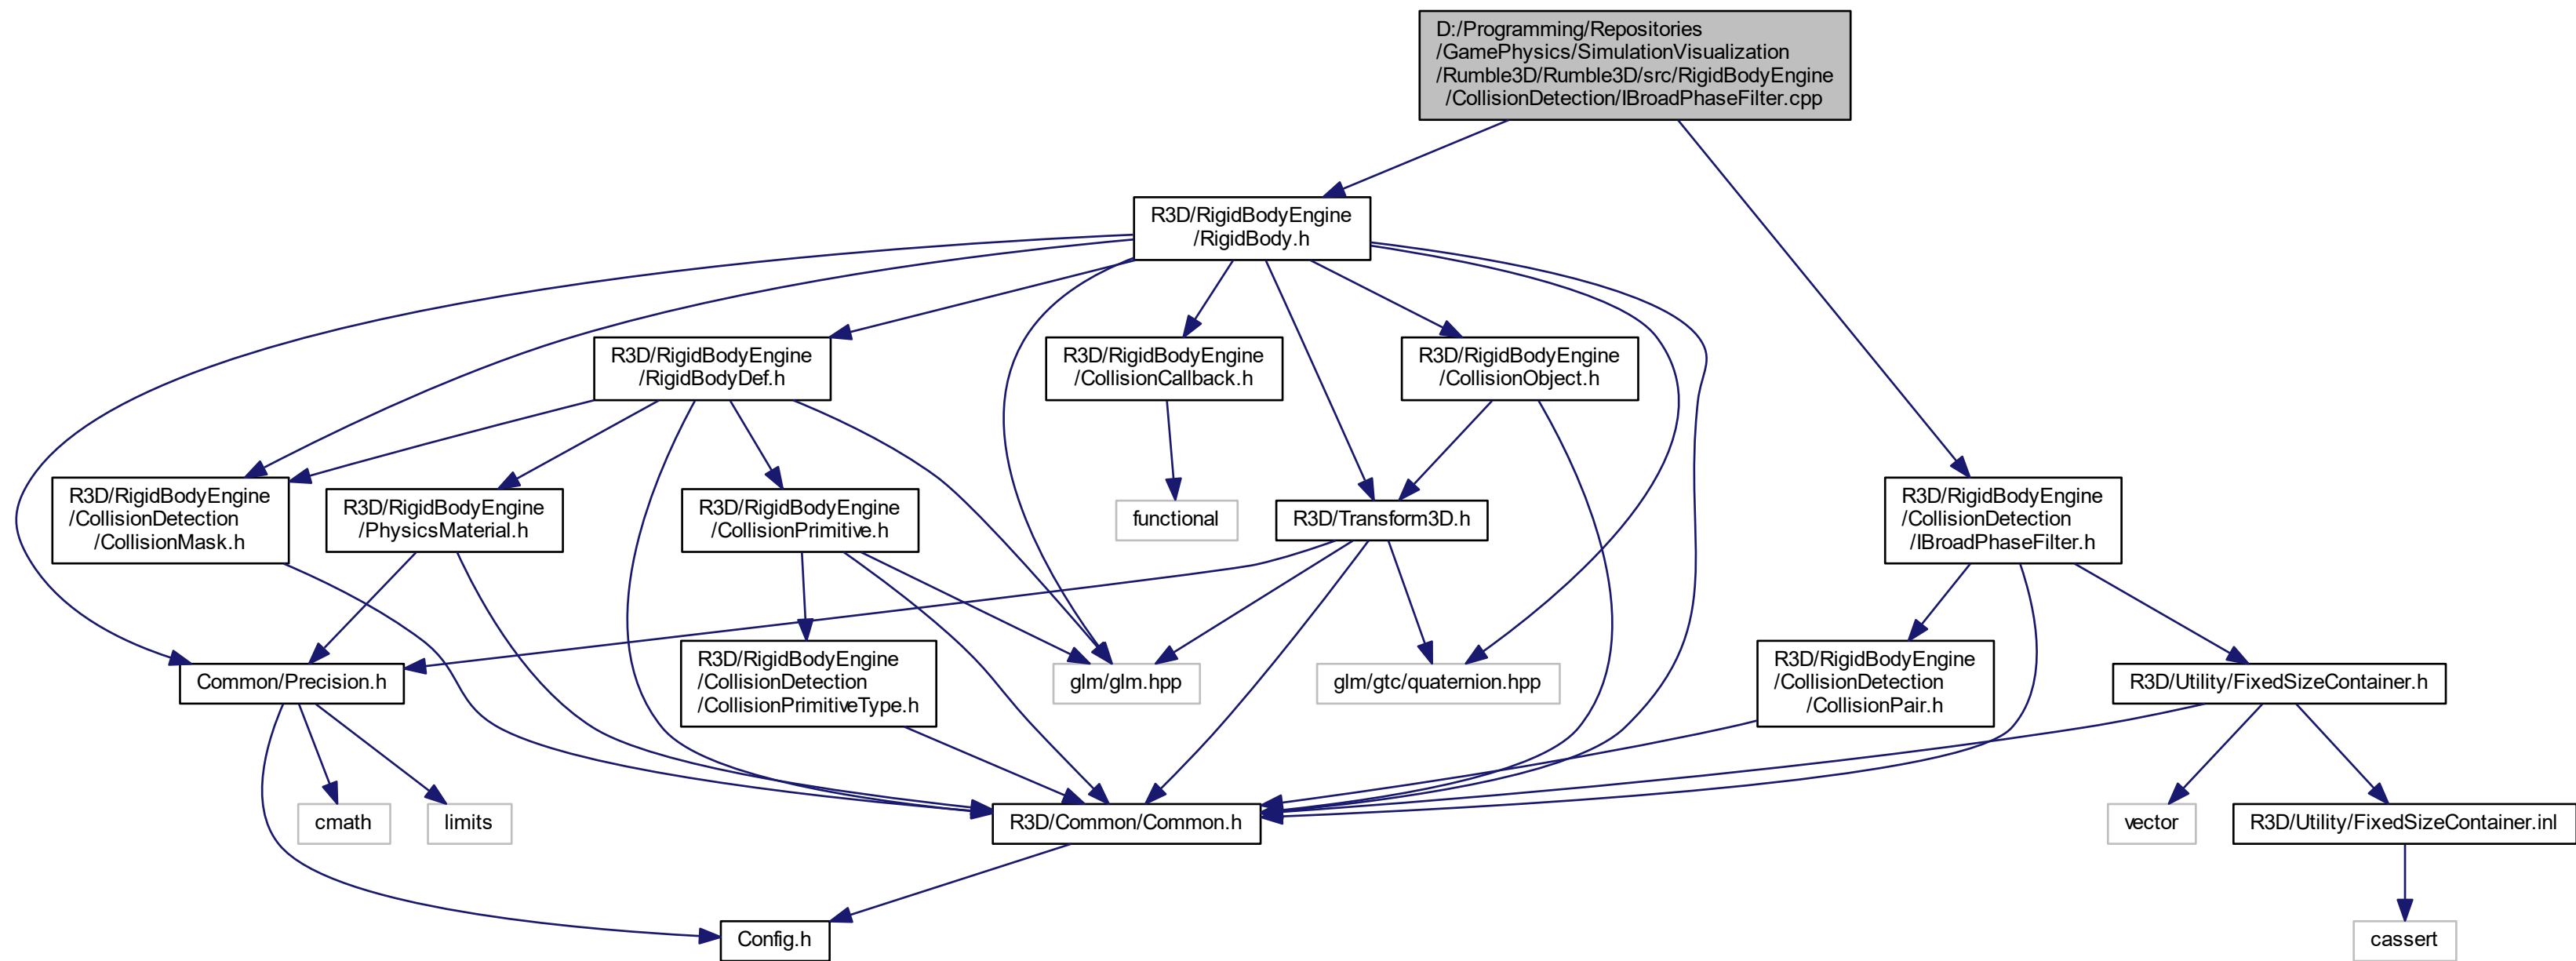 D:/Programming/Repositories
/GamePhysics/SimulationVisualization
/Rumble3D/Rumble3D/src/RigidBodyEngine
/CollisionDetection/IBroadPhaseFilter.cpp
R3D/RigidBodyEngine
/RigidBody.h
R3D/RigidBodyEngine
/RigidBodyDef.h
R3D/RigidBodyEngine
/CollisionCallback.h
R3D/RigidBodyEngine
/CollisionObject.h
R3D/RigidBodyEngine
/CollisionDetection
/CollisionMask.h
R3D/RigidBodyEngine
/PhysicsMaterial.h
R3D/RigidBodyEngine
/CollisionPrimitive.h
functional
R3D/Transform3D.h
R3D/RigidBodyEngine
/CollisionDetection
/IBroadPhaseFilter.h
Common/Precision.h
R3D/RigidBodyEngine
/CollisionDetection
/CollisionPrimitiveType.h
glm/glm.hpp
glm/gtc/quaternion.hpp
R3D/RigidBodyEngine
/CollisionDetection
/CollisionPair.h
R3D/Utility/FixedSizeContainer.h
cmath
limits
R3D/Common/Common.h
vector
R3D/Utility/FixedSizeContainer.inl
Config.h
cassert